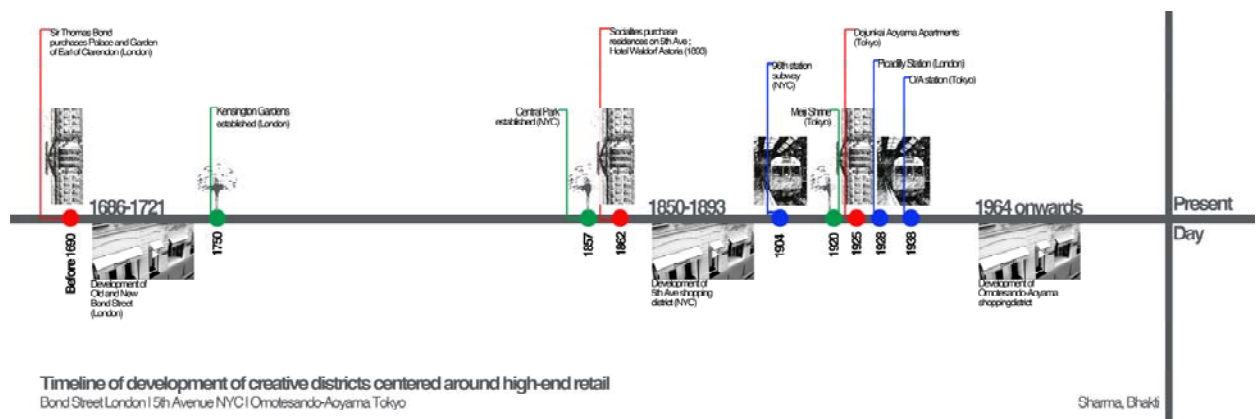 Sir Thomas Bond
purchases Palace and Garden
of Earl of Clarendon (London)
Kensington Gardens
established (London)
Central Park
established (NYC)
Socialites purchase
residences on 5th Ave ;
Hotel Waldorf Astoria (1893)
96th station
subway
(NYC)
Meiji Shrine
(Tokyo)
Dojunkai Aoyama Apartments
(Tokyo)
Picadilly Station (London)
O/A station (Tokyo)
1686-1721
1850-1893
1964 onwards
Present
Day
Before 1690
1750
1857
1862
1904
1920
1925
1928
1938
Development of
Old and New
Bond Street
(London)
Development of
5th Ave shopping
district (NYC)
Development of
Omotesando-Aoyama
shoppingdistrict
Timeline of development of creative districts centered around high-end retail
Bond Street London I 5th Avenue NYC I Omotesando-Aoyama Tokyo
Sharma, Bhakti